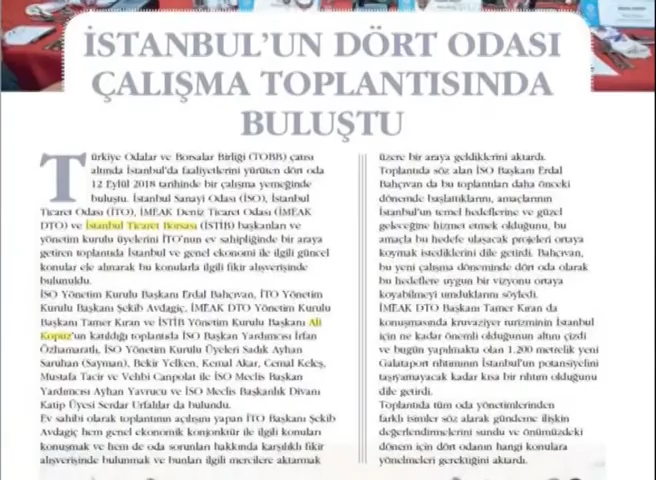 İSTANBUL'UN DÖRT ODASI
ÇALIŞMA TOPLANTISINDA
BULUŞTU
Türkiye Odalar ve Borsalar Birliği (TOBB) çatısı
altında İstanbul'da faaliyetlerini yürüten dört oda
12 Eylül 2018 tarihinde bir çalışma yemeğinde
buluştu. İstanbul Sanayi Odası (İSO), İstanbul
Ticaret Odası (İTO), İMEAK Deniz Ticaret Odası (İMEAK
DTO) ve İstanbul Ticaret Borsası (İSTİB) başkanları ve
yönetim kurulu üyelerini İTO'nun ev sahipliğinde bir araya
getiren toplantıda İstanbul ve genel ekonomi ile ilgili güncel
konular ele alınarak bu konularla ilgili fikir alışverişinde
bulunuldu.
İSO Yönetim Kurulu Başkanı Erdal Bahçıvan, İTO Yönetim
Kurulu Başkanı Şekib Avdagiç, İMEAK DTO Yönetim Kurulu
Başkanı Tamer Kıran ve İSTİB Yönetim Kurulu Başkanı Ali
Kopuz'un katıldığı toplantıda İSO Başkan Yardımcısı İrfan
Özhamaratlı, İSO Yönetim Kurulu Üyeleri Sadık Ayhan
Saruhan (Sayman), Bekir Yelken, Kemal Akar, Cemal Keleş,
Mustafa Tacir ve Vehbi Canpolat ile İSO Meclis Başkan
Yardımcısı Ayhan Yavrucu ve İSO Meclis Başkanlık Divanı
Katip Üyesi Serdar Urfalılar da bulundu.
Ev sahibi olarak toplantının açılışını yapan İTO Başkanı Şekib
Avdagiç hem genel ekonomik konjonktür ile ilgili konuları
konuşmak ve hem de oda sorunları hakkında karşılıklı fikir
alışverişinde bulunmak ve bunları ilgili mercilere aktarmak
üzere bir araya geldiklerini aktardı.
Toplantıda söz alan İSO Başkanı Erdal
Bahçıvan da bu toplantıları daha önceki
dönemde başlattıklarını, amaçlarının
İstanbul'un temel hedeflerine ve güzel
geleceğine hizmet etmek olduğunu, bu
amaçla bu hedefe ulaşacak projeleri ortaya
koymak istediklerini dile getirdi. Bahçıvan,
bu yeni çalışma döneminde dört oda olarak
bu hedeflere uygun bir vizyonu ortaya
koyabilmeyi umduklarını söyledi.
İMEAK DTO Başkanı Tamer Kıran da
konuşmasında kruvaziyer turizminin İstanbul
için ne kadar önemli olduğunun altını çizdi
ve bugün yapılmakta olan 1.200 metrelik yeni
Galataport rıhtımının İstanbul'un potansiyelini
taşıyamayacak kadar kısa bir rıhtım olduğunu
dile getirdi.
Toplantıda tüm oda yönetimlerinden
farklı isimler söz alarak gündeme ilişkin
değerlendirmelerini sundu ve önümüzdeki
dönem için dört odanın hangi konulara
yönelmeleri gerektiğini aktardı.